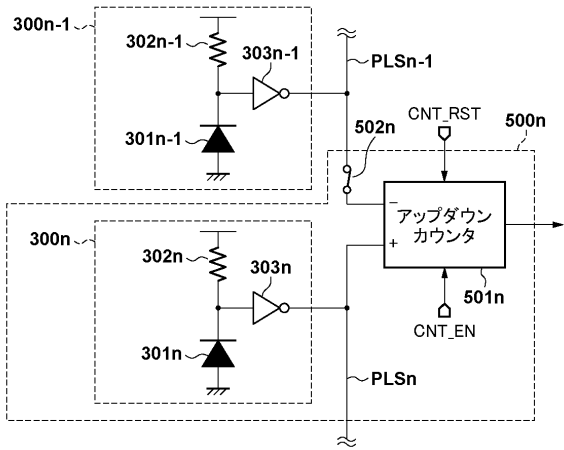 300n-1
302n-1
303n-1
301n-1
PLSn-1
502n
CNT_RST
500n
−
アップダウン
カウンタ
+
501n
CNT_EN
300n
302n
303n
301n
PLSn